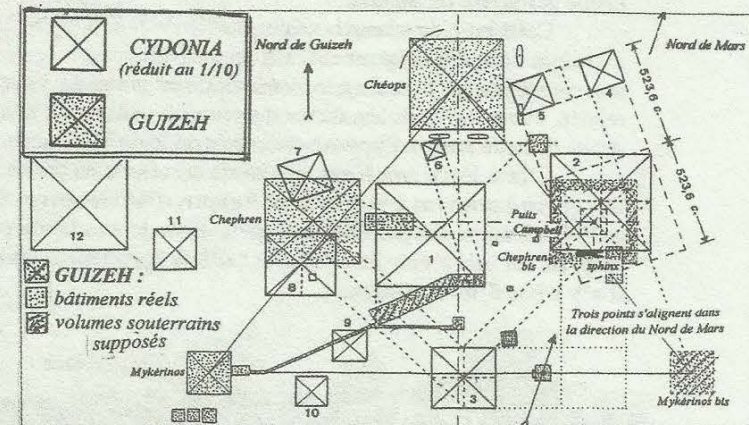 CYDONIA
(réduit au 1/10)
GUIZEH
Nord de Guizeh
Chéops
Nord de Mars
523,6 c.
523,6 c.
5
4
6
2
7
Chephren
12
11
1
Puits
Campbell
Chephren
bis
sphinx
8
GUIZEH :
bâtiments réels
volumes souterrains
supposés
9
Trois points s'alignent dans
la direction du Nord de Mars
Mykérinos
10
3
Mykérinos bis